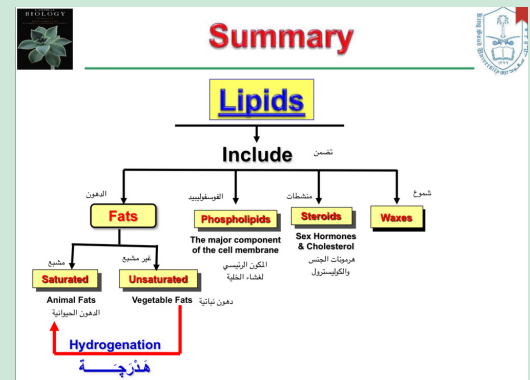 BIOLOGY
Summary
Lipids
Include تضمن
الدهون
الفوسفوليبيد
منشطات
شموع
Fats
Phospholipids
Steroids
Waxes
The major component
of the cell membrane
المكون الرئيسي
لغشاء الخلية
Sex Hormones
& Cholesterol
هرمونات الجنس
والكوليسترول
مشبع
غير مشبع
Saturated
Unsaturated
Animal Fats
الدهون الحيوانية
Vegetable Fats دهون نباتية
Hydrogenation
هَدْرَجَـــــة